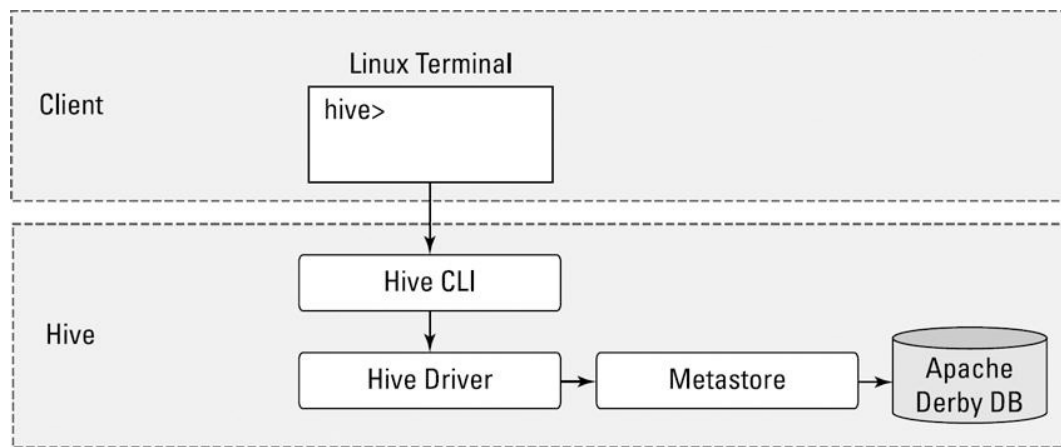 Linux Terminal
Client
hive>
Hive CLI
Hive
Hive Driver
Metastore
Apache
Derby DB